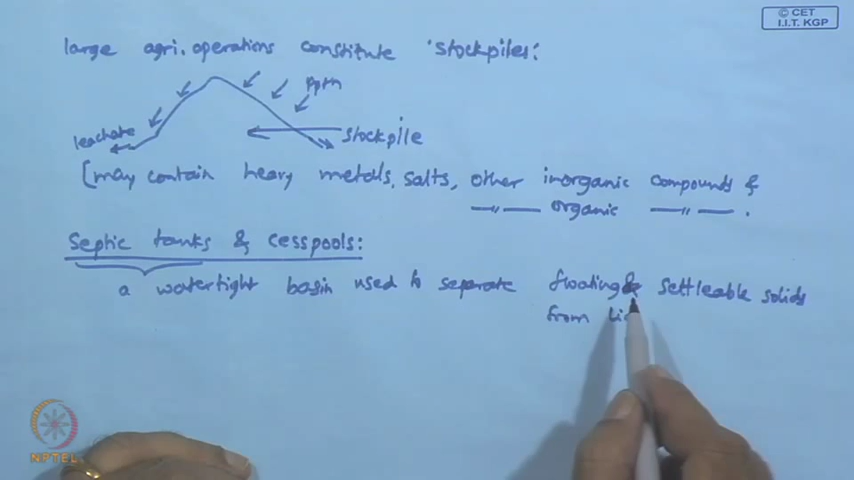 © CET
I.I.T. KGP
large agri. operations constitute 'stockpiles:
pptn
leachate
stockpile
[may contain heavy metals, salts, other inorganic compounds &
—〃— organic —〃— .
Septic tanks & cesspools:
a watertight basin used to separate floating & settleable solids
from
NPTEL